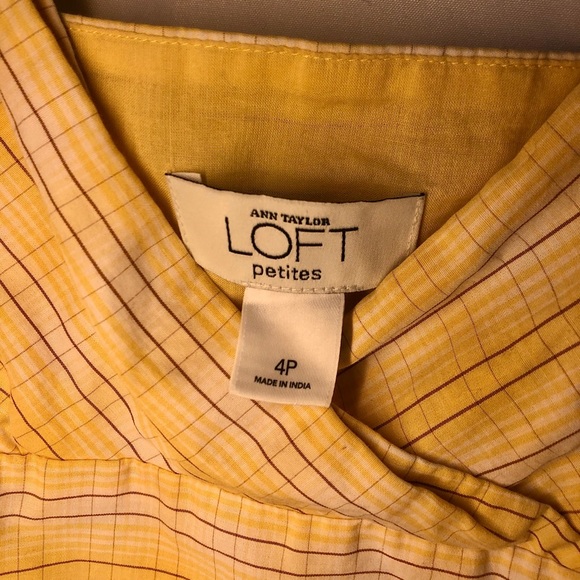 ANN TAYLOR
LOFT
petites
4P
MADE IN INDIA